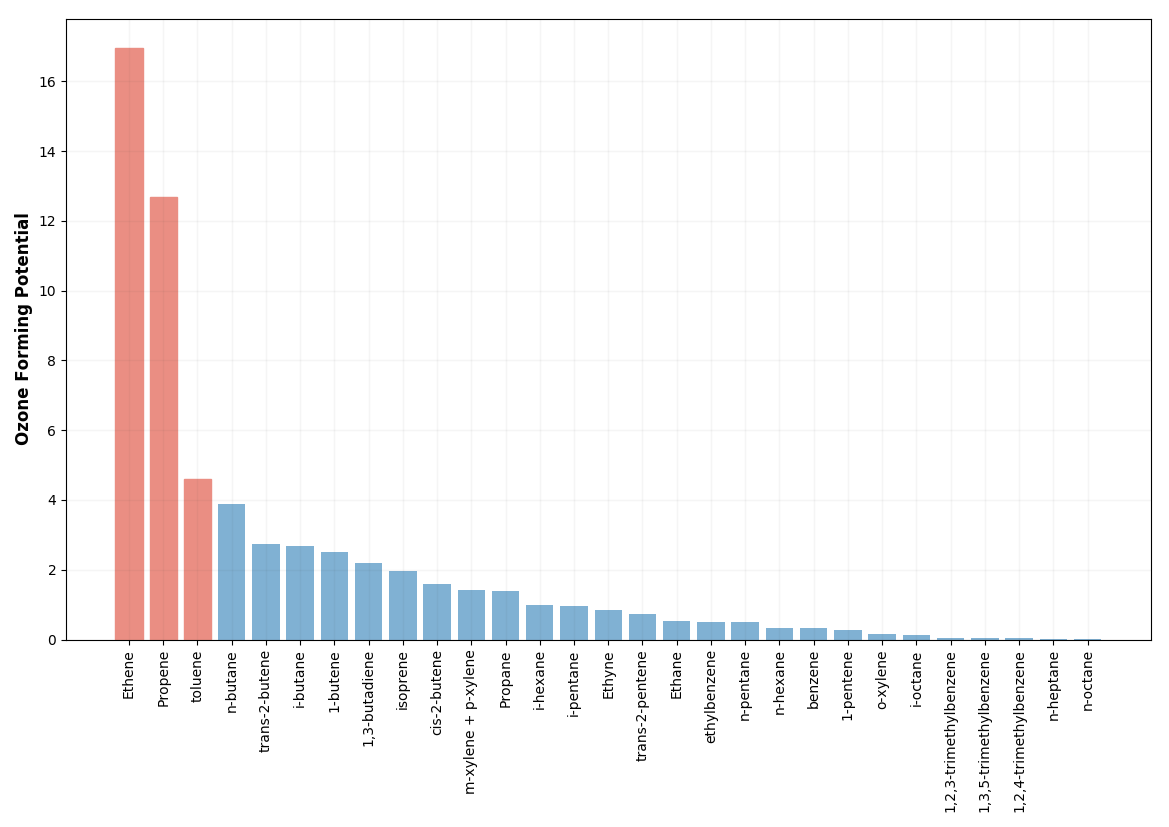 Ozone Forming Potential
16
14
12
10
8
6
4
2
0
Ethene
Propene
toluene
n-butane
trans-2-butene
i-butane
1-butene
1,3-butadiene
isoprene
cis-2-butene
m-xylene + p-xylene
Propane
i-hexane
i-pentane
Ethyne
trans-2-pentene
Ethane
ethylbenzene
n-pentane
n-hexane
benzene
1-pentene
o-xylene
i-octane
1,2,3-trimethylbenzene
1,3,5-trimethylbenzene
1,2,4-trimethylbenzene
n-heptane
n-octane